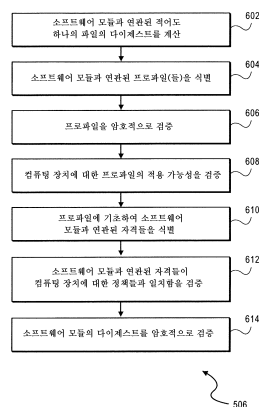 소프트웨어 모듈과 연관된 적어도
하나의 파일의 다이제스트를 계산
602
소프트웨어 모듈과 연관된 프로파일(들)을 식별
604
프로파일을 암호적으로 검증
606
컴퓨팅 장치에 대한 프로파일의 적용 가능성을 검증
608
프로파일에 기초하여 소프트웨어
모듈과 연관된 자격들을 식별
610
소프트웨어 모듈과 연관된 자격들이
컴퓨팅 장치에 대한 정책들과 일치함을 검증
612
소프트웨어 모듈의 다이제스트를 암호적으로 검증
614
506